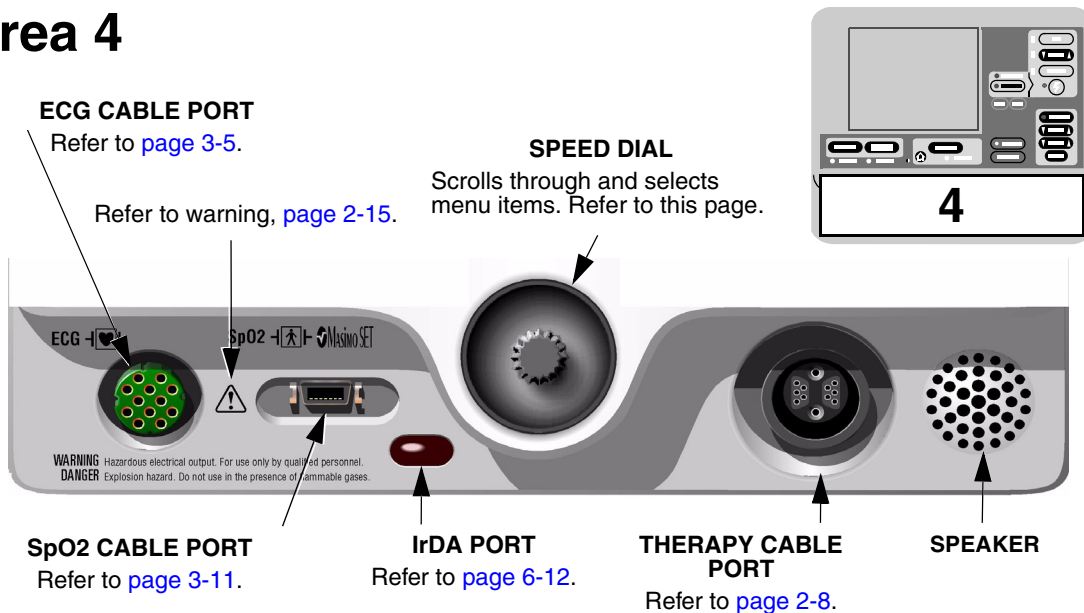 rea 4
ECG CABLE PORT
Refer to page 3-5.
Refer to warning, page 2-15.
SPEED DIAL
Scrolls through and selects
menu items. Refer to this page.
4
ECG
SpO2 Masimo SET
WARNING Hazardous electrical output. For use only by qualified personnel.
DANGER Explosion hazard. Do not use in the presence of flammable gases.
SpO2 CABLE PORT
Refer to page 3-11.
IrDA PORT
Refer to page 6-12.
THERAPY CABLE
PORT
Refer to page 2-8.
SPEAKER